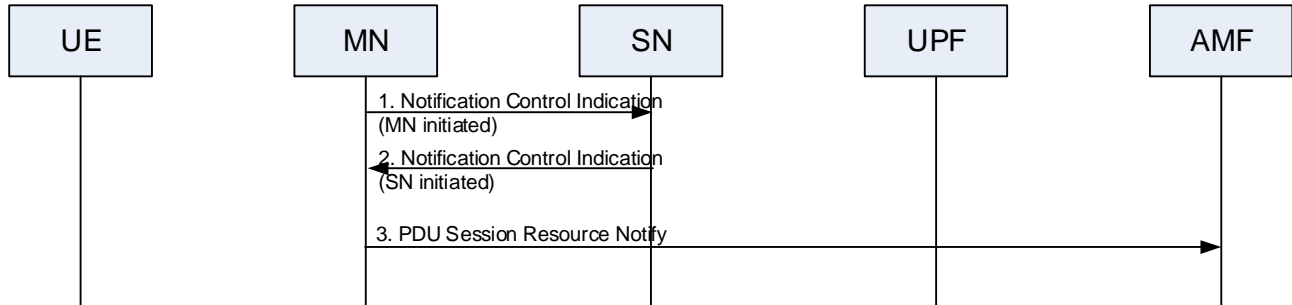 UE
MN
SN
UPF
AMF
1. Notification Control Indication
(MN initiated)
2. Notification Control Indication
(SN initiated)
3. PDU Session Resource Notify